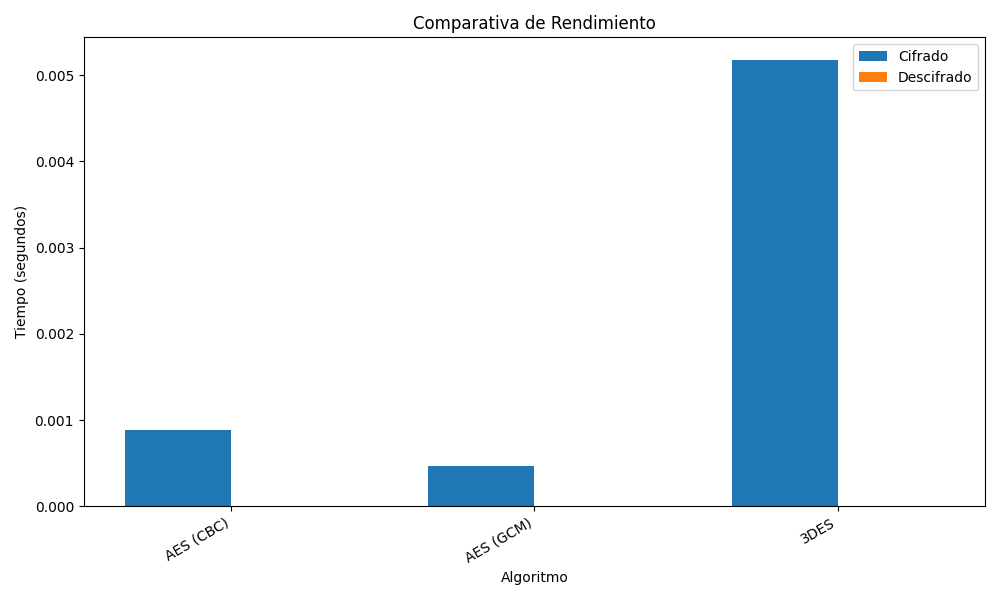 Comparativa de Rendimiento
Cifrado
Descifrado
Tiempo (segundos)
0.005
0.004
0.003
0.002
0.001
0.000
AES (CBC)
AES (GCM)
3DES
Algoritmo